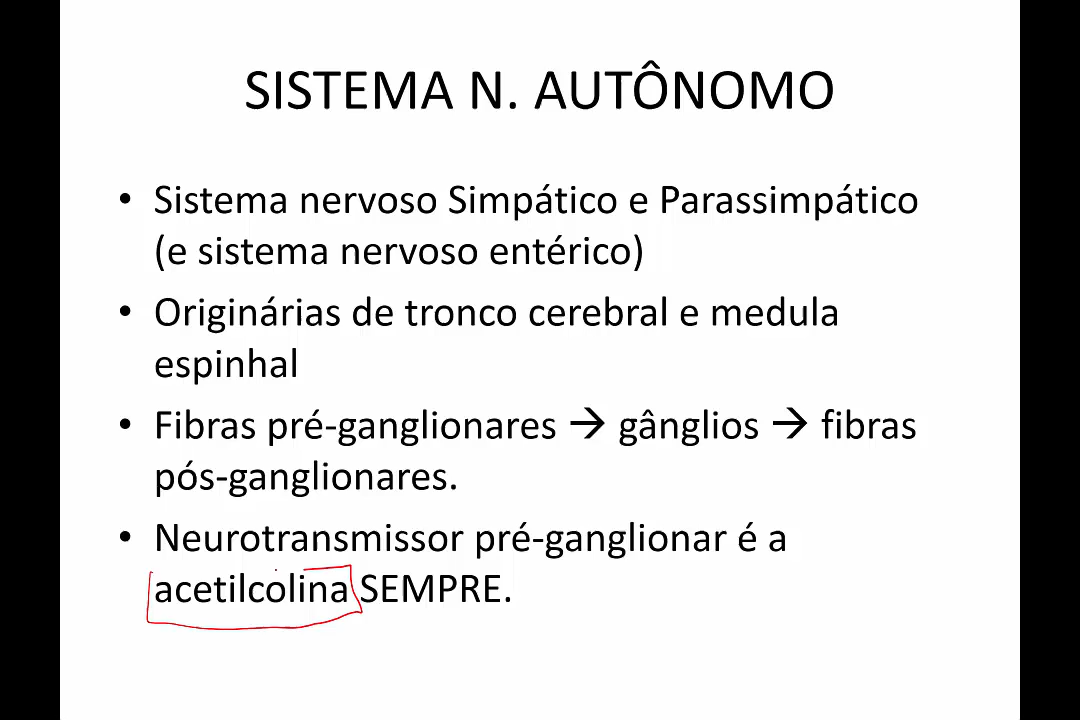 SISTEMA N. AUTÔNOMO
• Sistema nervoso Simpático e Parassimpático
(e sistema nervoso entérico)
• Originárias de tronco cerebral e medula
espinhal
• Fibras pré-ganglionares → gânglios → fibras
pós-ganglionares.
• Neurotransmissor pré-ganglionar é a
acetilcolina SEMPRE.